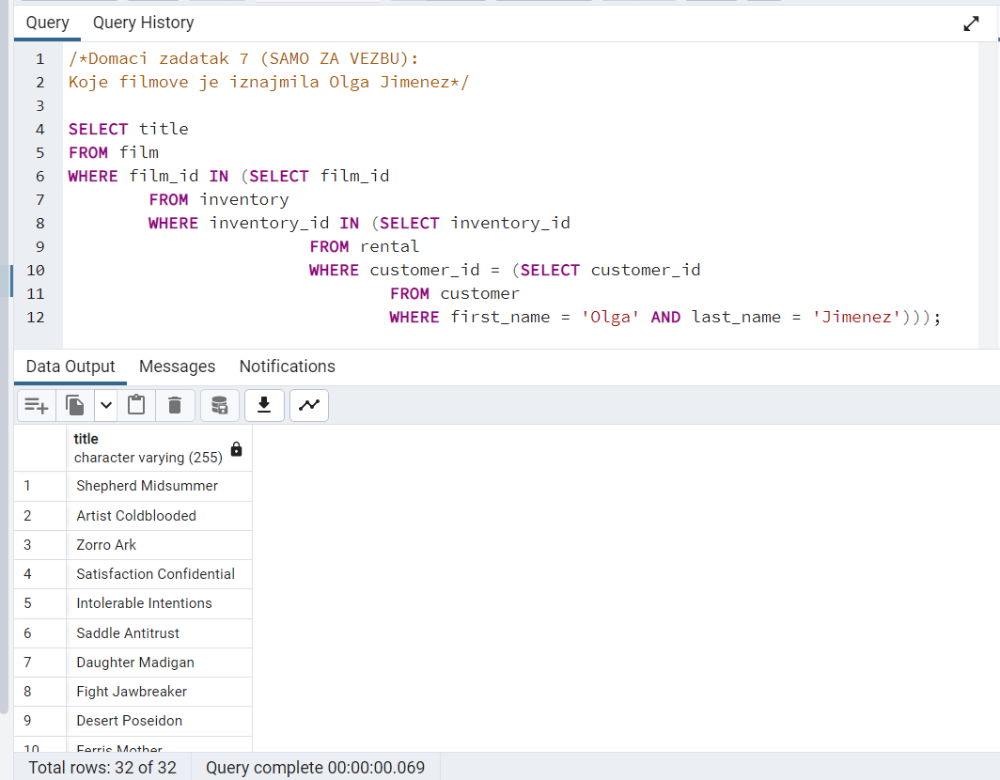 Query Query History
1 /*Domaci zadatak 7 (SAMO ZA VEZBU):
2 Koje filmove je iznajmila Olga Jimenez*/
3
4 SELECT title
5 FROM film
6 WHERE film_id IN (SELECT film_id
7 FROM inventory
8 WHERE inventory_id IN (SELECT inventory_id
9 FROM rental
10 WHERE customer_id = (SELECT customer_id
11 FROM customer
12 WHERE first_name = 'Olga' AND last_name = 'Jimenez')));
Data Output Messages Notifications
title
character varying (255)
1 Shepherd Midsummer
2 Artist Coldblooded
3 Zorro Ark
4 Satisfaction Confidential
5 Intolerable Intentions
6 Saddle Antitrust
7 Daughter Madigan
8 Fight Jawbreaker
9 Desert Poseidon
10 Ferris Mother
Total rows: 32 of 32 Query complete 00:00:00.069